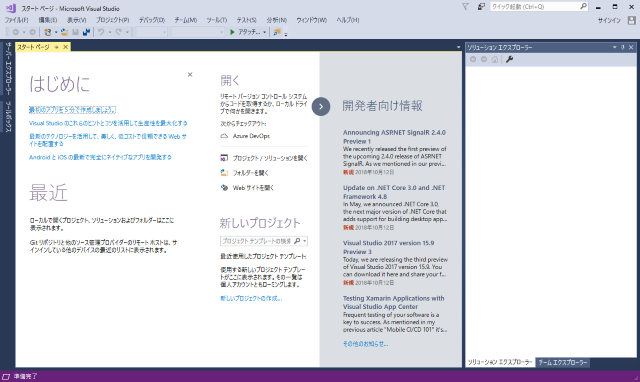 スタート ページ - Microsoft Visual Studio
クイック起動 (Ctrl+Q)
ファイル(F) 編集(E) 表示(V) プロジェクト(P) デバッグ(D) チーム(M) ツール(T) テスト(S) 分析(N) ウィンドウ(W) ヘルプ(H)
サインイン
アタッチ...
サーバー エクスプローラー
ツールボックス
スタート ページ
はじめに
最初のアプリを 5 分で作成しましょう。
Visual Studio のこれらのヒントとコツを活用して生産性を最大化する
最新のテクノロジーを活用して、美しく、低コストで信頼できる Web サ
イトを配置する
Android と iOS の最新で完全にネイティブなアプリを開発する
最近
ローカルで開くプロジェクト、ソリューションおよびフォルダーはここに
表示されます。
Git リポジトリと他のソース管理プロバイダーのリモート ホストは、サ
インインしている他のデバイスの最近のリストに表示されます。
開く
リモート バージョン コントロール システム
からコードを取得するか、ローカル ドライ
ブで何かを開きます。
次からチェックアウト:
Azure DevOps
プロジェクト/ソリューションを開く
フォルダーを開く
Web サイトを開く
新しいプロジェクト
プロジェクト テンプレートの検索
最近使用したプロジェクト テンプレート:
使用する新しいプロジェクト テンプレー
トがここに表示されます。その一覧は
個人アカウントともローミングします。
新しいプロジェクトの作成...
開発者向け情報
Announcing ASP.NET SignalR 2.4.0
Preview 1
We recently released the first preview of
the upcoming 2.4.0 release of ASP.NET
SignalR. As we mentioned in our previ...
新規 2018年10月12日
Update on .NET Core 3.0 and .NET
Framework 4.8
In May, we announced .NET Core 3.0,
the next major version of .NET Core that
adds support for building desktop app...
新規 2018年10月12日
Visual Studio 2017 version 15.9
Preview 3
Today, we are releasing the third preview
of Visual Studio 2017 version 15.9. You
can download it here and share your f...
新規 2018年10月12日
Testing Xamarin Applications with
Visual Studio App Center
Frequent testing of your software is a
key to success. As mentioned in my
previous article "Mobile CI/CD 101" it's...
その他のお知らせ...
ソリューション エクスプローラー
ソリューション エクスプローラー チーム エクスプローラー
準備完了